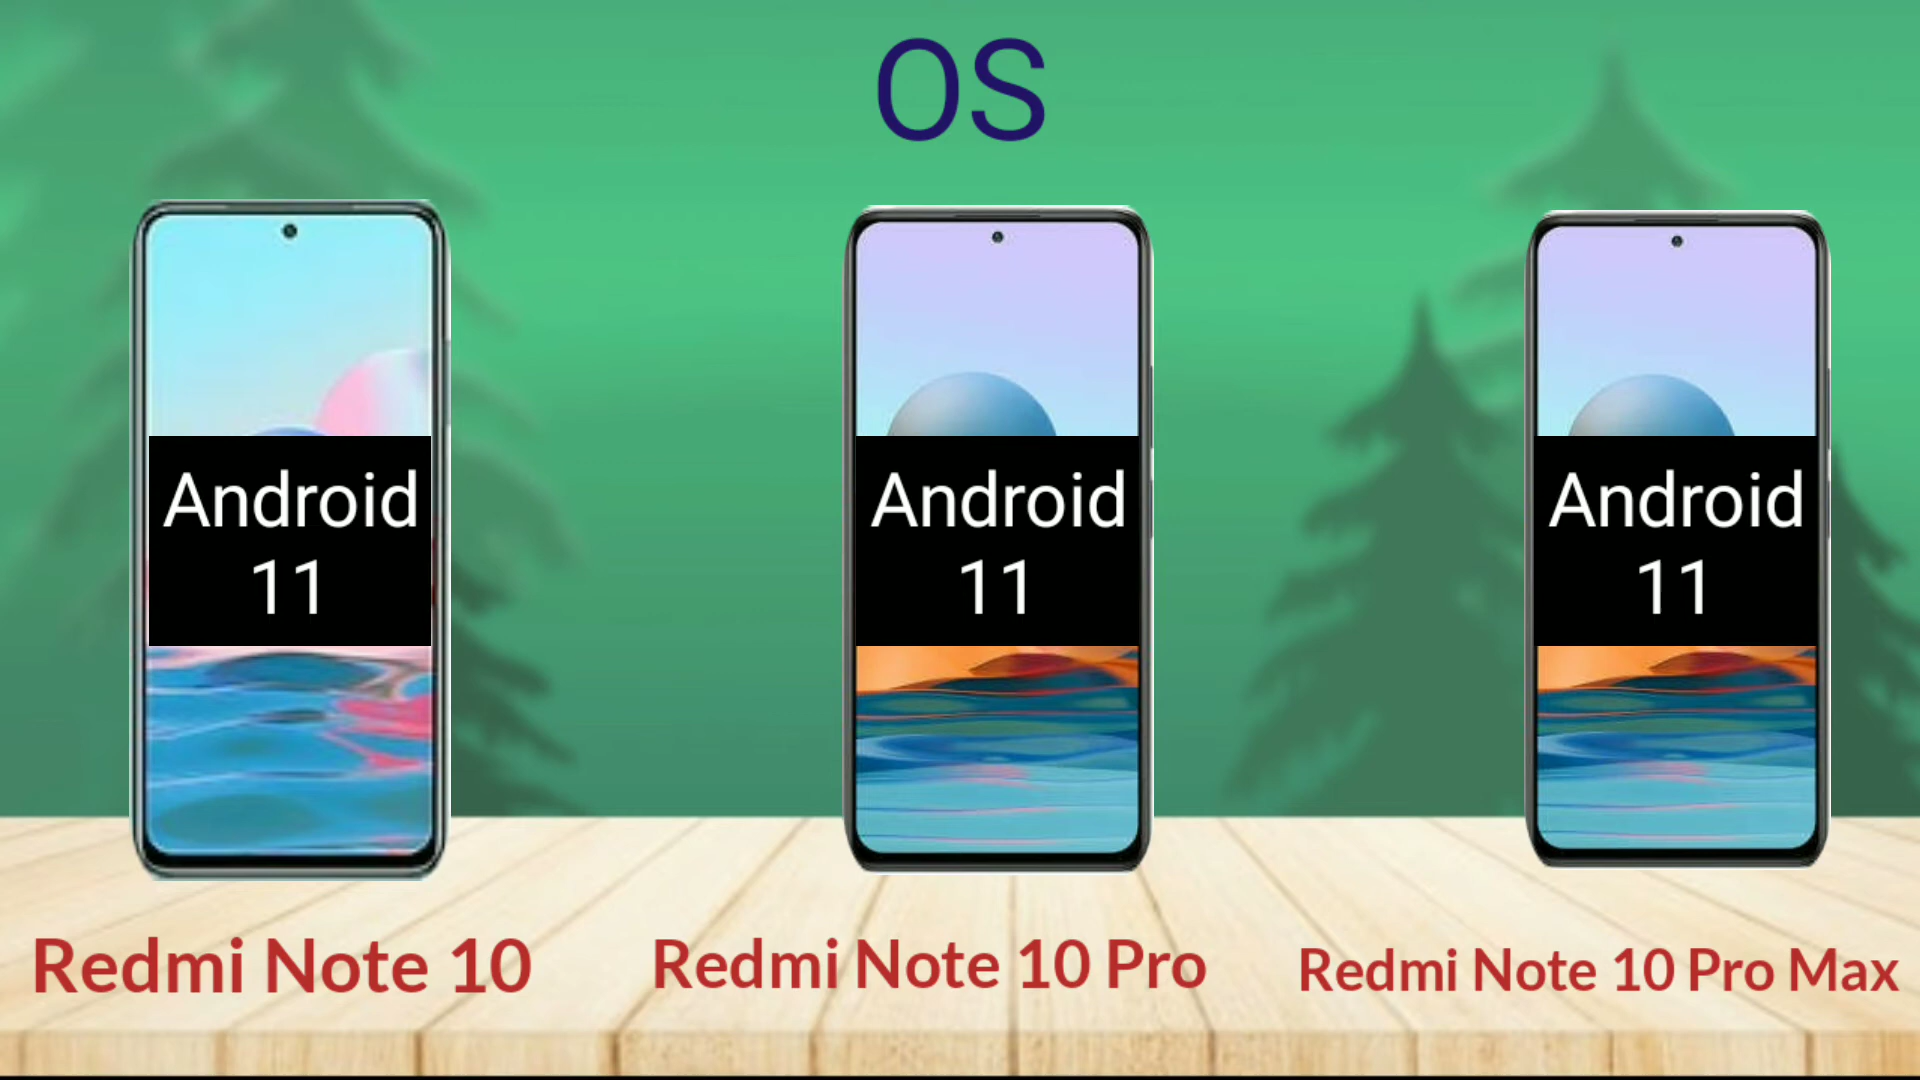 OS
Android
11
Android
11
Android
11
Redmi Note 10
Redmi Note 10 Pro
Redmi Note 10 Pro Max